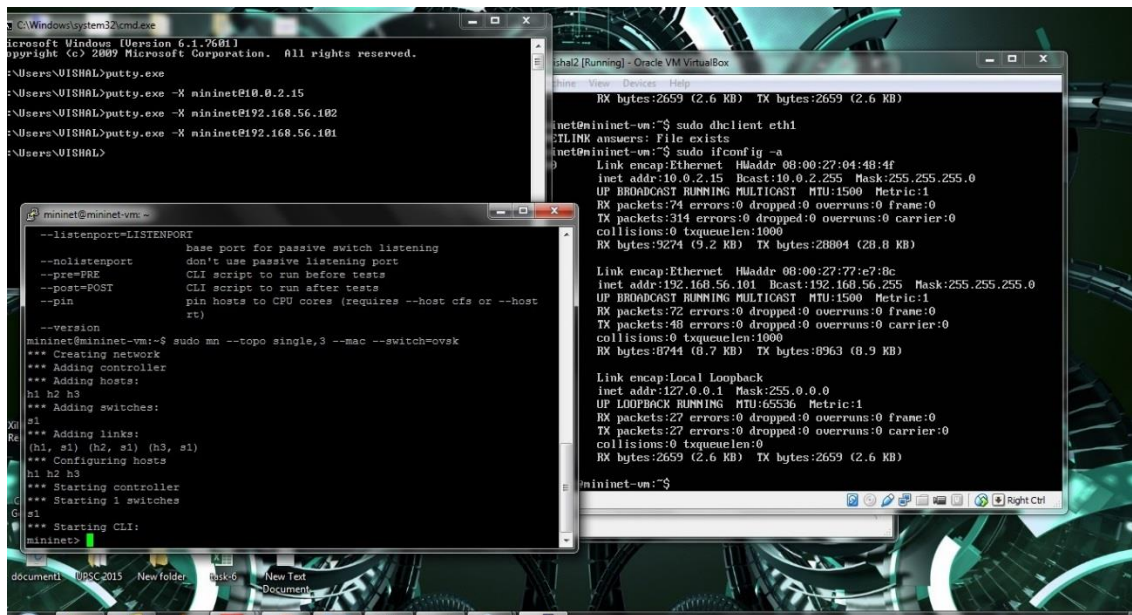 C:\Windows\system32\cmd.exe
icrosoft Windows [Version 6.1.7601]
opyright (c) 2009 Microsoft Corporation. All rights reserved.
:\Users\VISHAL>putty.exe
:\Users\VISHAL>putty.exe -X mininet@10.0.2.15
:\Users\VISHAL>putty.exe -X mininet@192.168.56.102
:\Users\VISHAL>putty.exe -X mininet@192.168.56.101
:\Users\VISHAL>
ishal2 [Running] - Oracle VM VirtualBox
hine View Devices Help
RX bytes:2659 (2.6 KB) TX bytes:2659 (2.6 KB)
inet@mininet-vm:~$ sudo dhclient eth1
ETLINK answers: File exists
inet@mininet-vm:~$ sudo ifconfig -a
Link encap:Ethernet HWaddr 08:00:27:04:48:4f
inet addr:10.0.2.15 Bcast:10.0.2.255 Mask:255.255.255.0
UP BROADCAST RUNNING MULTICAST MTU:1500 Metric:1
RX packets:74 errors:0 dropped:0 overruns:0 frame:0
TX packets:314 errors:0 dropped:0 overruns:0 carrier:0
collisions:0 txqueuelen:1000
RX bytes:9274 (9.2 KB) TX bytes:28804 (28.8 KB)
Link encap:Ethernet HWaddr 08:00:27:77:e7:8c
inet addr:192.168.56.101 Bcast:192.168.56.255 Mask:255.255.255.0
UP BROADCAST RUNNING MULTICAST MTU:1500 Metric:1
RX packets:72 errors:0 dropped:0 overruns:0 frame:0
TX packets:48 errors:0 dropped:0 overruns:0 carrier:0
collisions:0 txqueuelen:1000
RX bytes:8744 (8.7 KB) TX bytes:8963 (8.9 KB)
Link encap:Local Loopback
inet addr:127.0.0.1 Mask:255.0.0.0
UP LOOPBACK RUNNING MTU:65536 Metric:1
RX packets:27 errors:0 dropped:0 overruns:0 frame:0
TX packets:27 errors:0 dropped:0 overruns:0 carrier:0
collisions:0 txqueuelen:0
RX bytes:2659 (2.6 KB) TX bytes:2659 (2.6 KB)
@mininet-vm:~$
Right Ctrl
mininet@mininet-vm: ~
--listenport=LISTENPORT
base port for passive switch listening
--nolistenport don't use passive listening port
--pre=PRE CLI script to run before tests
--post=POST CLI script to run after tests
--pin pin hosts to CPU cores (requires --host cfs or --host
rt)
--version
mininet@mininet-vm:~$ sudo mn --topo single,3 --mac --switch=ovsk
*** Creating network
*** Adding controller
*** Adding hosts:
h1 h2 h3
*** Adding switches:
s1
*** Adding links:
(h1, s1) (h2, s1) (h3, s1)
*** Configuring hosts
h1 h2 h3
*** Starting controller
*** Starting 1 switches
s1
*** Starting CLI:
mininet>
document1 UPSC 2015 New folder task-6 New Text
Document